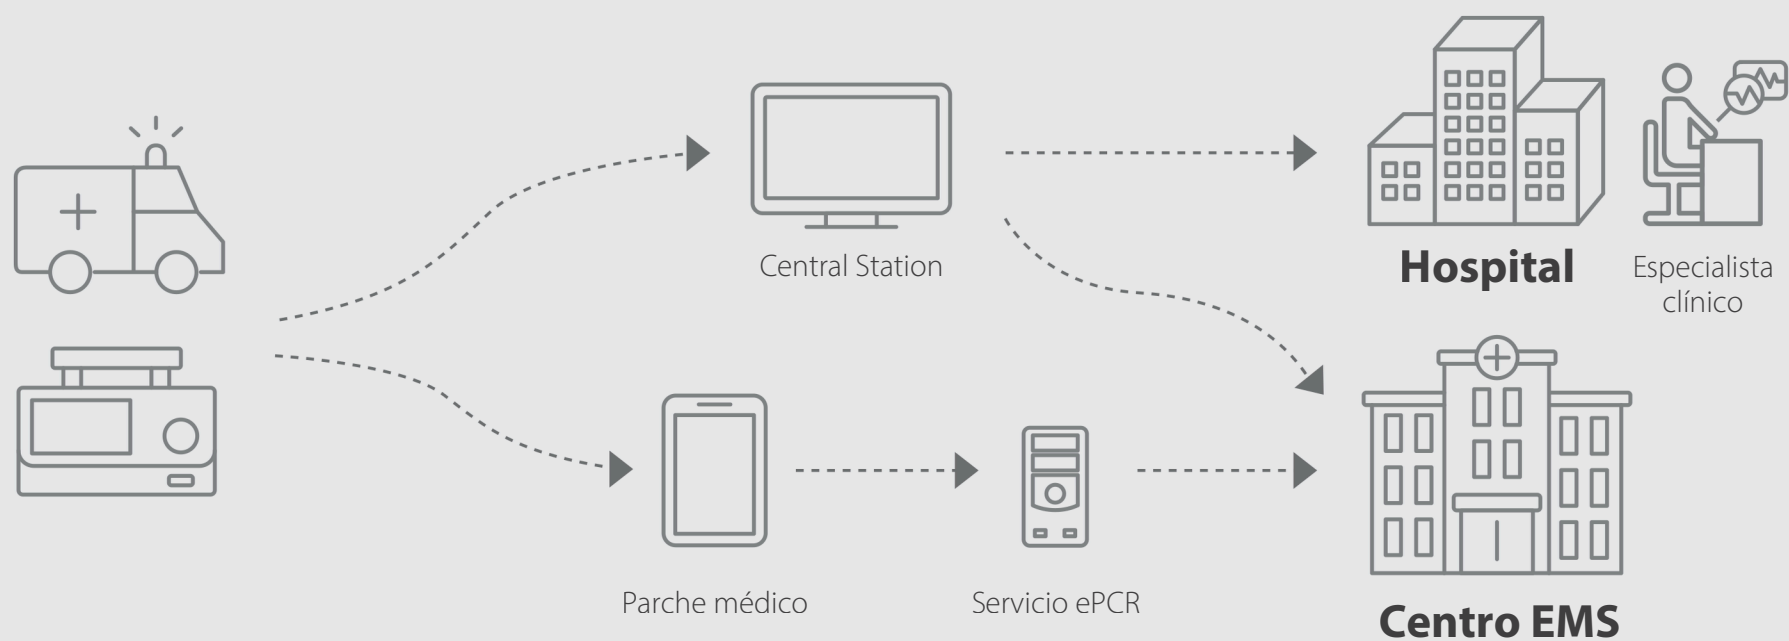 Central Station
Hospital
Especialista
clínico
Parche médico
Servicio ePCR
Centro EMS